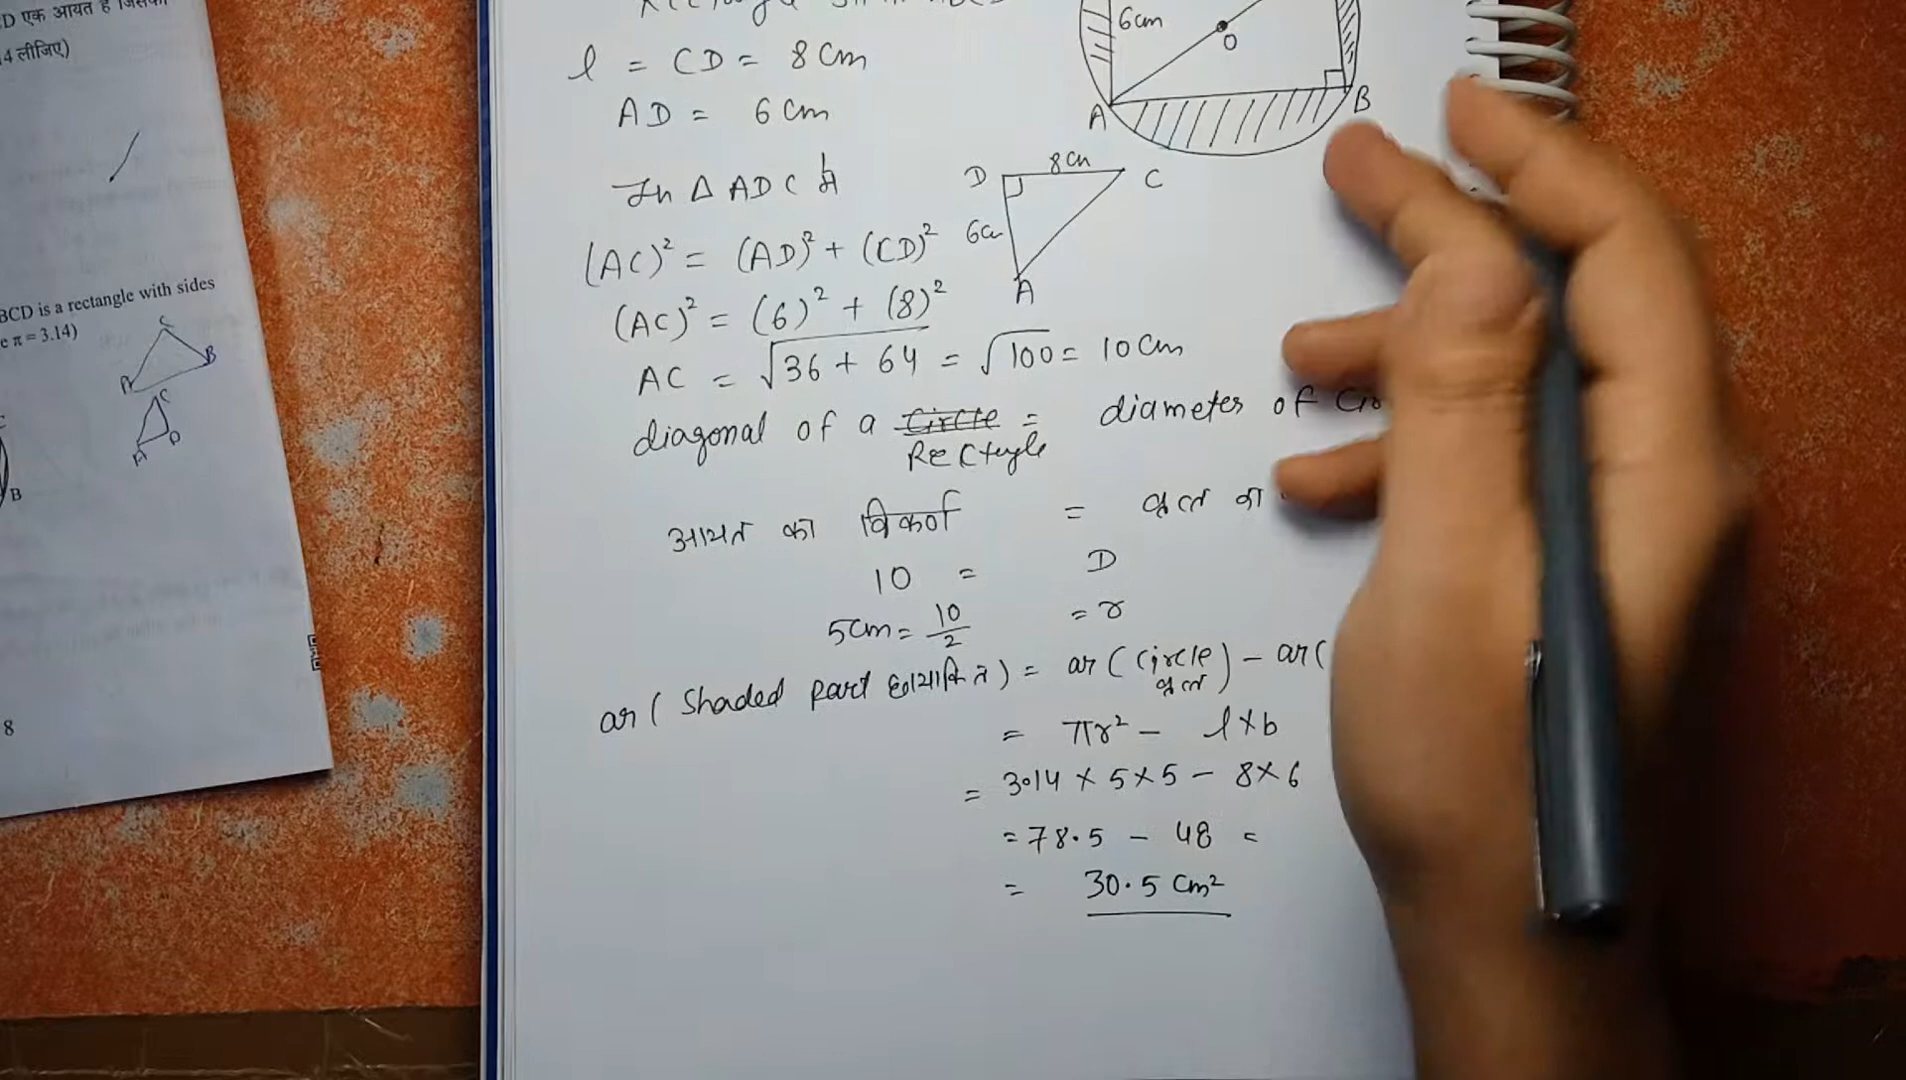 D एक आयत है जिसकी
14 लीजिए)
BCD is a rectangle with sides
e π = 3.14)
C
A B
C
A D
B
8
l = CD = 8 cm
AD = 6 cm
6cm
O
A B
In Δ ADC में
D 8cm C
6cm
A
(AC)² = (AD)² + (CD)²
(AC)² = (6)² + (8)²
AC = √36 + 64 = √100 = 10 cm
diagonal of a Circle = diameter of Cir
Rectangle
आयत का विकर्ण = वृत्त का
10 = D
5cm = 10/2 = r
ar ( Shaded part छायांकित ) = ar ( circle ) - ar (
वृत्त
= πr² - l × b
= 3.14 × 5 × 5 - 8 × 6
= 78.5 - 48 =
= 30.5 cm²